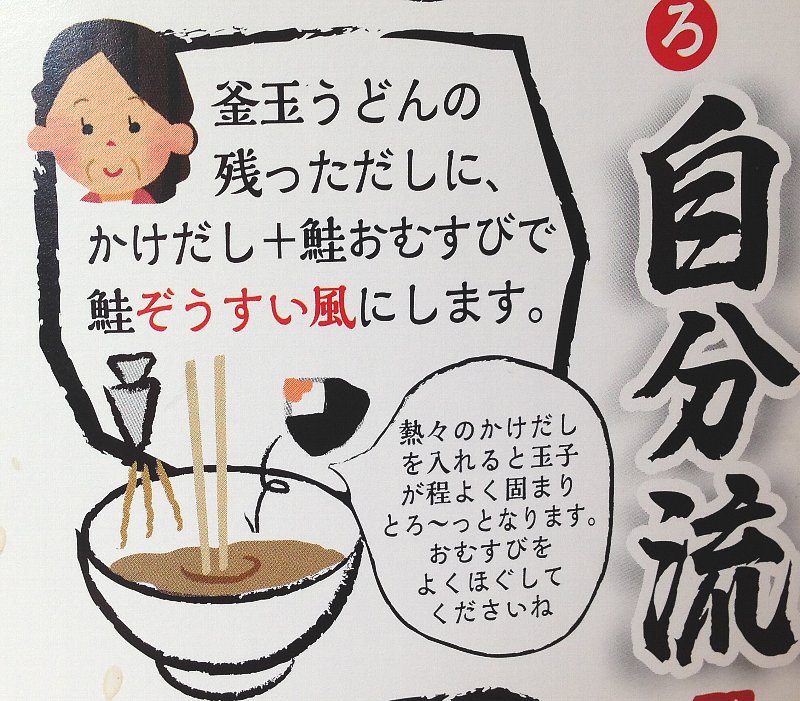 ろ
自分流
釜玉うどんの
残っただしに、
かけだし＋鮭おむすびで
鮭ぞうすい風にします。
熱々のかけだし
を入れると玉子
が程よく固まり
とろ〜っとなります。
おむすびを
よくほぐして
くださいね